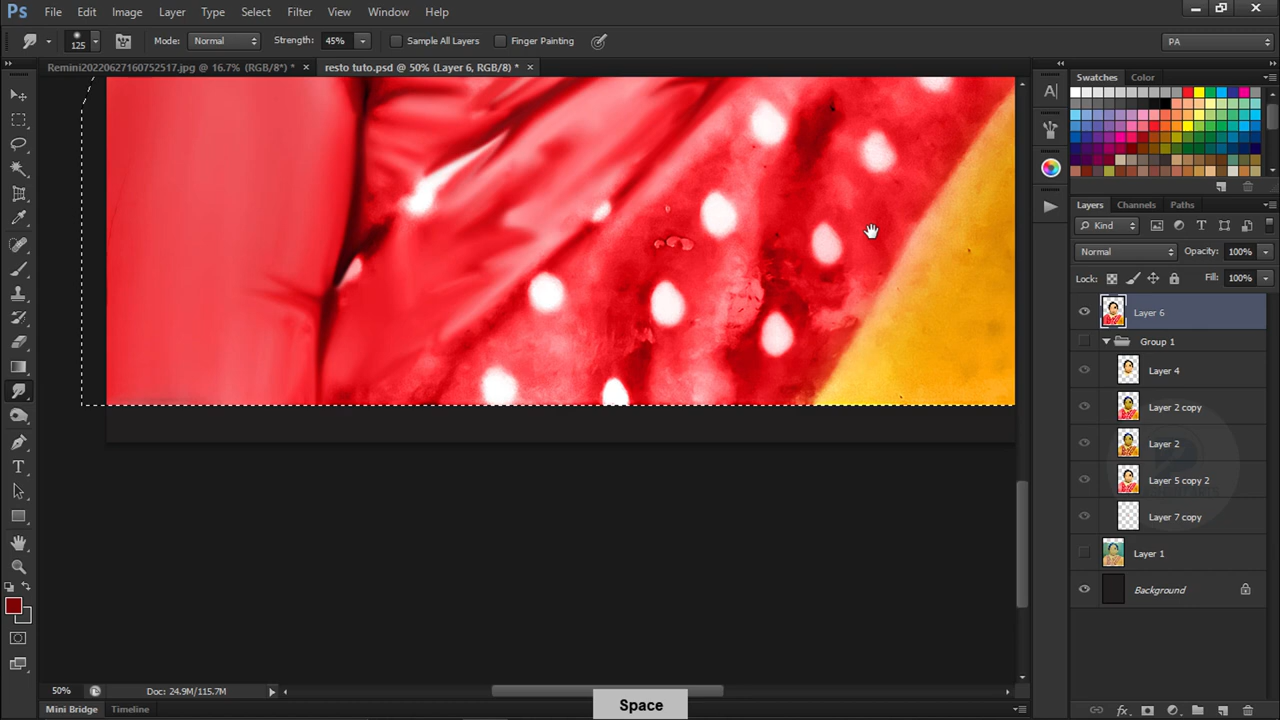 Ps File Edit Image Layer Type Select Filter 3D View Window Help
125 Mode: Normal Strength: 45% Sample All Layers Finger Painting PA
Remini20220627160752517.jpg @ 16.7% (RGB/8*) * × resto tuto.psd @ 50% (Layer 6, RGB/8) * ×
Swatches Color
Layers Channels Paths
Kind
Normal Opacity: 100%
Lock: Fill: 100%
Layer 6
Group 1
Layer 4
Layer 2 copy
Layer 2
Layer 5 copy 2
Layer 7 copy
Layer 1
Background
50% Doc: 24.9M/115.7M
Space
Mini Bridge Timeline